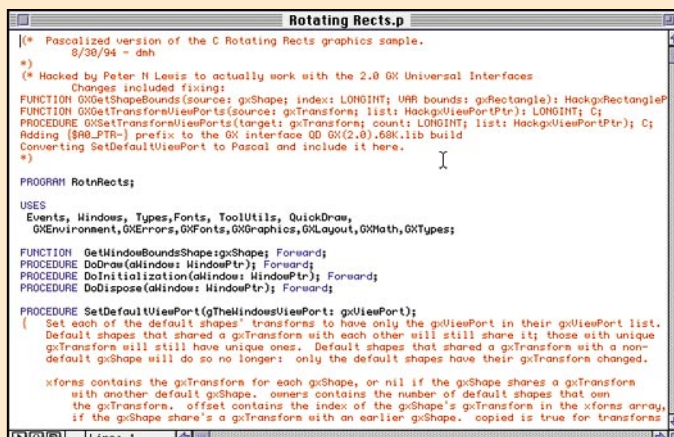 Rotating Rects.p
(* Pascalized version of the C Rotating Rects graphics sample.
8/30/94 - dmh
*)
(* Hacked by Peter N Lewis to actually work with the 2.0 GX Universal Interfaces
Changes included fixing:
FUNCTION GXGetShapeBounds(source: gxShape; index: LONGINT; VAR bounds: gxRectangle): HackgxRectangleP
FUNCTION GXGetTransformViewPorts(source: gxTransform; list: HackgxViewPortPtr): LONGINT; C;
PROCEDURE GXSetTransformViewPorts(target: gxTransform; count: LONGINT; list: HackgxViewPortPtr); C;
Adding {$A0_PTR-} prefix to the GX interface QD GX(2.0).68K.lib build
Converting SetDefaultViewPort to Pascal and include it here.
*)
PROGRAM RotnRects;
USES
Events, Windows, Types,Fonts, ToolUtils, QuickDraw,
GXEnvironment,GXErrors,GXFonts,GXGraphics,GXLayout,GXMath,GXTypes;
FUNCTION GetWindowBoundsShape:gxShape; Forward;
PROCEDURE DoDraw(aWindow: WindowPtr); Forward;
PROCEDURE DoInitialization(aWindow: WindowPtr); Forward;
PROCEDURE DoDispose(aWindow: WindowPtr); Forward;
PROCEDURE SetDefaultViewPort(gTheWindowsViewPort: gxViewPort);
{ Set each of the default shapes' transforms to have only the gxViewPort in their gxViewPort list.
Default shapes that shared a gxTransform with each other will still share it; those with unique
gxTransform will still have unique ones. Default shapes that shared a gxTransform with a non-
default gxShape will do so no longer: only the default shapes have their gxTransform changed.
xforms contains the gxTransform for each gxShape, or nil if the gxShape shares a gxTransform
with another default gxShape. owners contains the number of default shapes that own
the gxTransform. offset contains the index of the gxShape's gxTransform in the xforms array,
if the gxShape share's a gxTransform with an earlier gxShape. copied is true for transforms